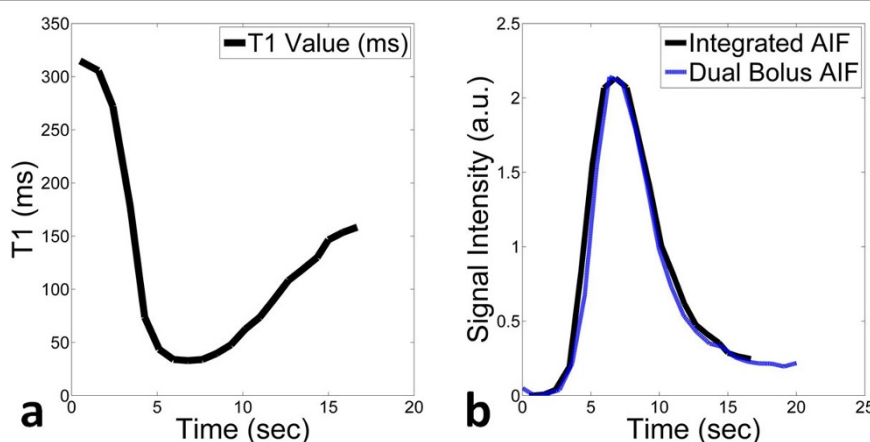 350
300
250
200
150
100
50
0
T1 (ms)
T1 Value (ms)
0 5 10 15 20
Time (sec)
a
2.5
2
1.5
1
0.5
0
Signal Intensity (a.u.)
Integrated AIF
Dual Bolus AIF
0 5 10 15 20 25
Time (sec)
b